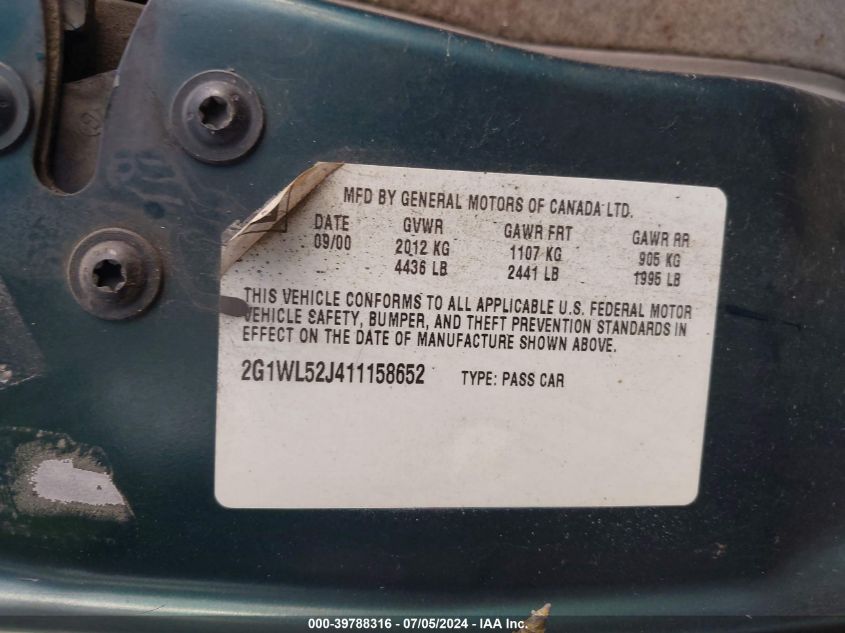 MFD BY GENERAL MOTORS OF CANADA LTD.
DATE GVWR GAWR FRT GAWR RR
09/00 2012 KG 1107 KG 905 KG
4436 LB 2441 LB 1995 LB
THIS VEHICLE CONFORMS TO ALL APPLICABLE U.S. FEDERAL MOTOR
VEHICLE SAFETY, BUMPER, AND THEFT PREVENTION STANDARDS IN
EFFECT ON THE DATE OF MANUFACTURE SHOWN ABOVE.
2G1WL52J411158652 TYPE: PASS CAR
000-39788316 - 07/05/2024 - IAA Inc.